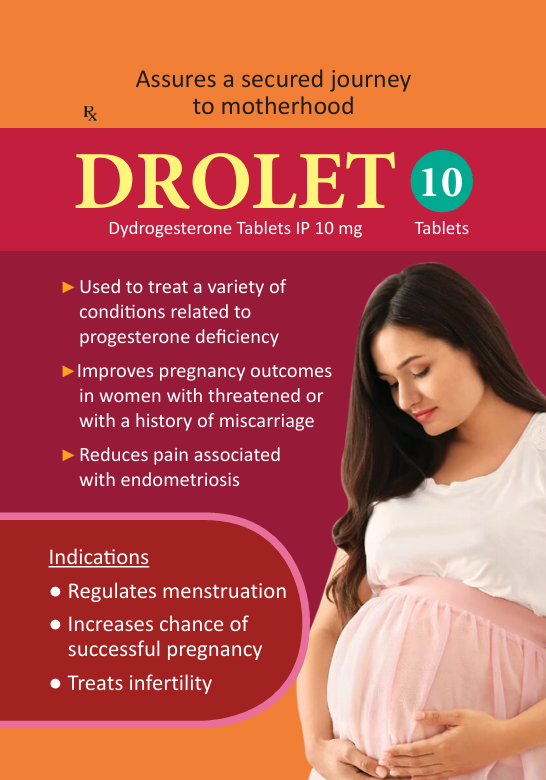 Assures a secured journey
to motherhood
℞
DROLET 10
Dydrogesterone Tablets IP 10 mg Tablets
► Used to treat a variety of
conditions related to
progesterone deficiency
► Improves pregnancy outcomes
in women with threatened or
with a history of miscarriage
► Reduces pain associated
with endometriosis
Indications
● Regulates menstruation
● Increases chance of
successful pregnancy
● Treats infertility